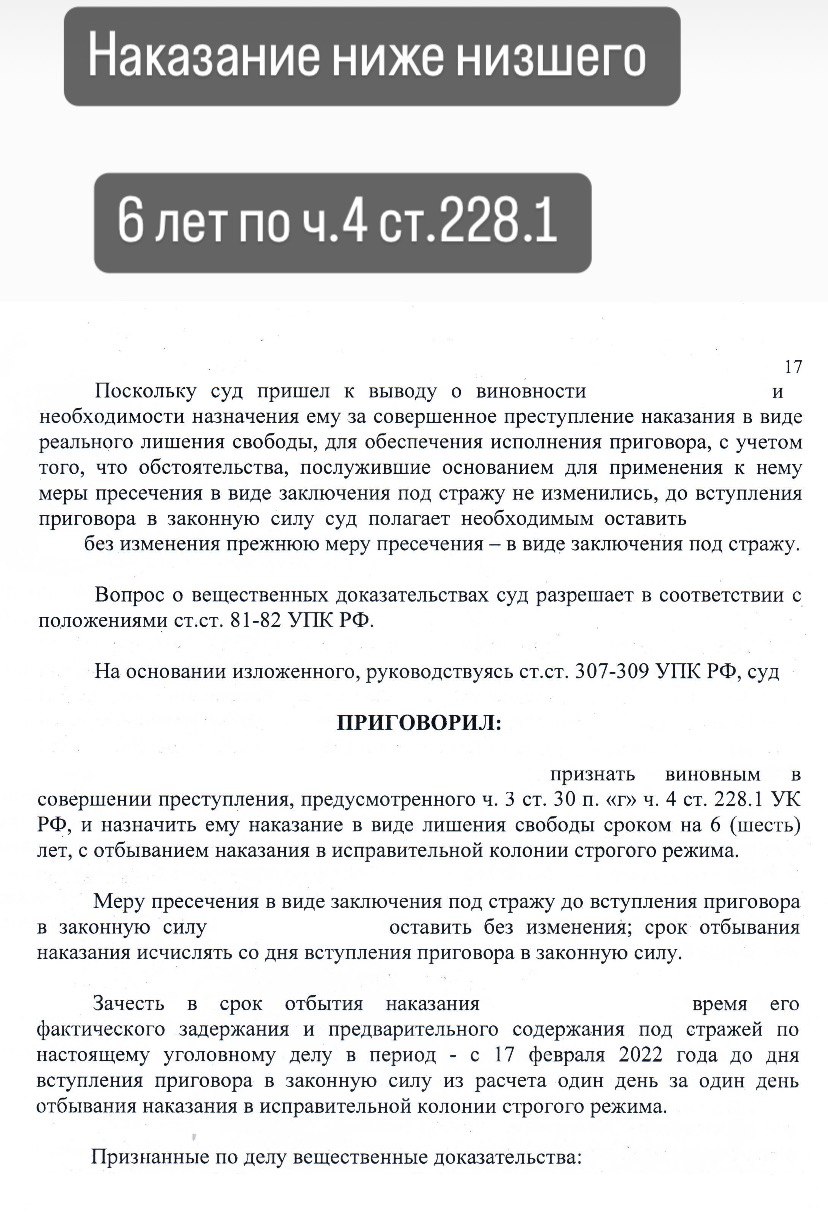 Наказание ниже низшего
6 лет по ч.4 ст.228.1
17
Поскольку суд пришел к выводу о виновности и
необходимости назначения ему за совершенное преступление наказания в виде
реального лишения свободы, для обеспечения исполнения приговора, с учетом
того, что обстоятельства, послужившие основанием для применения к нему
меры пресечения в виде заключения под стражу не изменились, до вступления
приговора в законную силу суд полагает необходимым оставить
без изменения прежнюю меру пресечения – в виде заключения под стражу.
Вопрос о вещественных доказательствах суд разрешает в соответствии с
положениями ст.ст. 81-82 УПК РФ.
На основании изложенного, руководствуясь ст.ст. 307-309 УПК РФ, суд
ПРИГОВОРИЛ:
признать виновным в
совершении преступления, предусмотренного ч. 3 ст. 30 п. «г» ч. 4 ст. 228.1 УК
РФ, и назначить ему наказание в виде лишения свободы сроком на 6 (шесть)
лет, с отбыванием наказания в исправительной колонии строгого режима.
Меру пресечения в виде заключения под стражу до вступления приговора
в законную силу оставить без изменения; срок отбывания
наказания исчислять со дня вступления приговора в законную силу.
Зачесть в срок отбытия наказания время его
фактического задержания и предварительного содержания под стражей по
настоящему уголовному делу в период - с 17 февраля 2022 года до дня
вступления приговора в законную силу из расчета один день за один день
отбывания наказания в исправительной колонии строгого режима.
Признанные по делу вещественные доказательства: